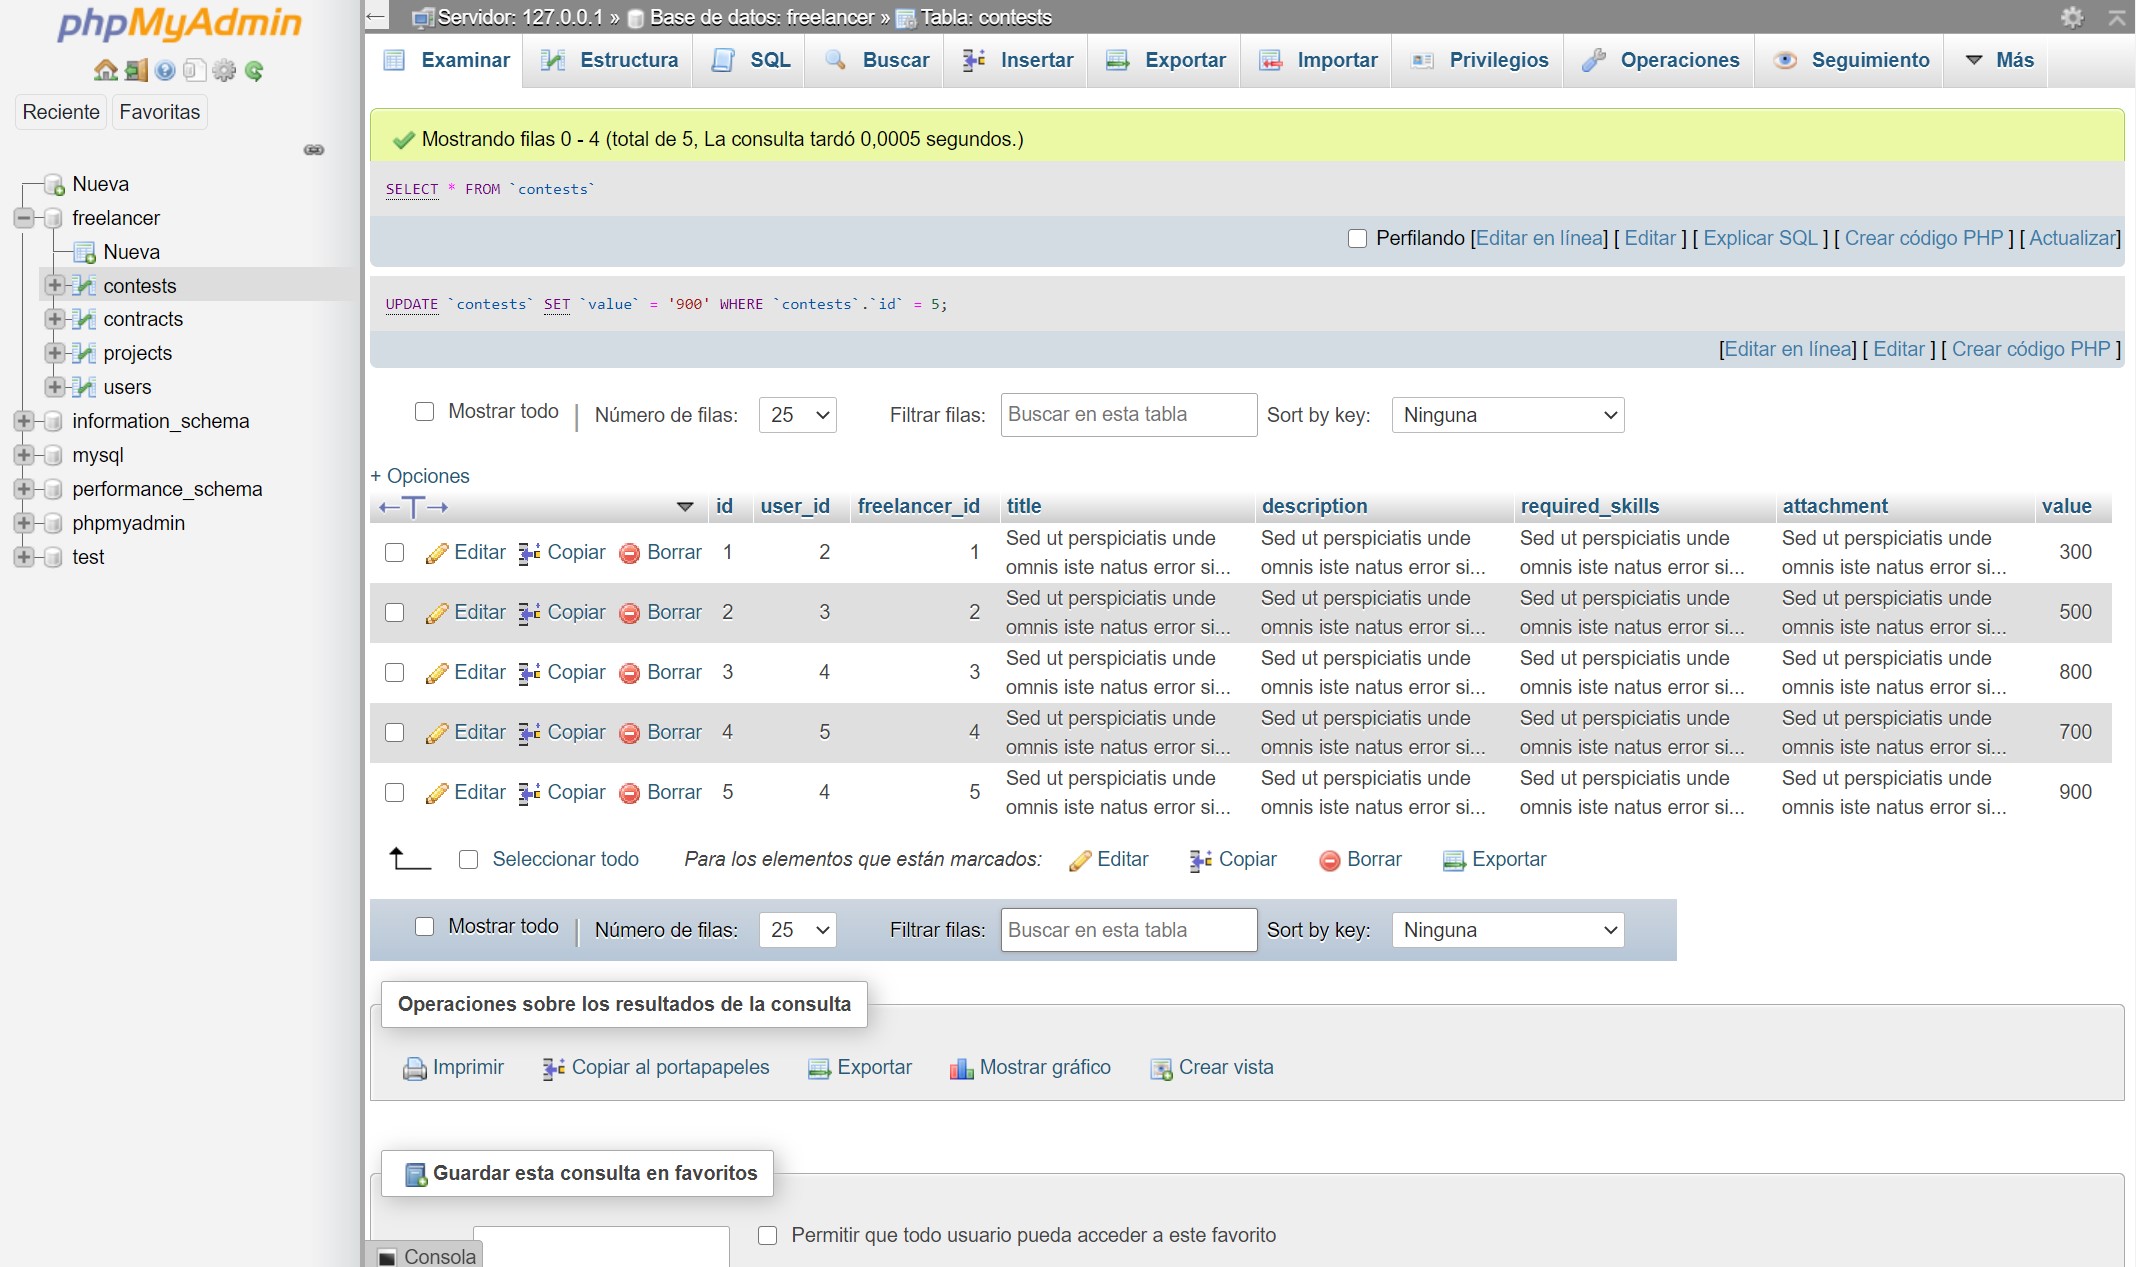 phpMyAdmin
Reciente Favoritas
Nueva
freelancer
Nueva
contests
contracts
projects
users
information_schema
mysql
performance_schema
phpmyadmin
test
← Servidor: 127.0.0.1 » Base de datos: freelancer » Tabla: contests
Examinar Estructura SQL Buscar Insertar Exportar Importar Privilegios Operaciones Seguimiento Más
Mostrando filas 0 - 4 (total de 5, La consulta tardó 0,0005 segundos.)
SELECT * FROM `contests`
Perfilando [Editar en línea] [ Editar ] [ Explicar SQL ] [ Crear código PHP ] [ Actualizar]
UPDATE `contests` SET `value` = '900' WHERE `contests`.`id` = 5;
[Editar en línea] [ Editar ] [ Crear código PHP ]
Mostrar todo | Número de filas: 25 Filtrar filas: Buscar en esta tabla Sort by key: Ninguna
+ Opciones
←T→ id user_id freelancer_id title description required_skills attachment value
Editar Copiar Borrar 1 2 1 Sed ut perspiciatis unde Sed ut perspiciatis unde Sed ut perspiciatis unde Sed ut perspiciatis unde 300
omnis iste natus error si... omnis iste natus error si... omnis iste natus error si... omnis iste natus error si...
Editar Copiar Borrar 2 3 2 Sed ut perspiciatis unde Sed ut perspiciatis unde Sed ut perspiciatis unde Sed ut perspiciatis unde 500
omnis iste natus error si... omnis iste natus error si... omnis iste natus error si... omnis iste natus error si...
Editar Copiar Borrar 3 4 3 Sed ut perspiciatis unde Sed ut perspiciatis unde Sed ut perspiciatis unde Sed ut perspiciatis unde 800
omnis iste natus error si... omnis iste natus error si... omnis iste natus error si... omnis iste natus error si...
Editar Copiar Borrar 4 5 4 Sed ut perspiciatis unde Sed ut perspiciatis unde Sed ut perspiciatis unde Sed ut perspiciatis unde 700
omnis iste natus error si... omnis iste natus error si... omnis iste natus error si... omnis iste natus error si...
Editar Copiar Borrar 5 4 5 Sed ut perspiciatis unde Sed ut perspiciatis unde Sed ut perspiciatis unde Sed ut perspiciatis unde 900
omnis iste natus error si... omnis iste natus error si... omnis iste natus error si... omnis iste natus error si...
Seleccionar todo Para los elementos que están marcados: Editar Copiar Borrar Exportar
Mostrar todo | Número de filas: 25 Filtrar filas: Buscar en esta tabla Sort by key: Ninguna
Operaciones sobre los resultados de la consulta
Imprimir Copiar al portapapeles Exportar Mostrar gráfico Crear vista
Guardar esta consulta en favoritos
Permitir que todo usuario pueda acceder a este favorito
Consola